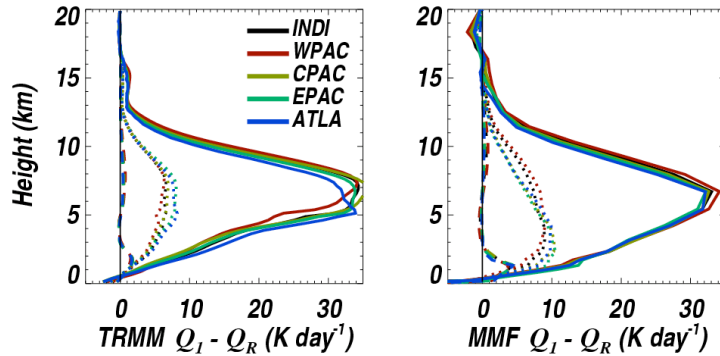 20
15
10
5
0
Height (km)
INDI
WPAC
CPAC
EPAC
ATLA
0 10 20 30
TRMM Q1 - QR (K day-1)
20
15
10
5
0
0 10 20 30
MMF Q1 - QR (K day-1)